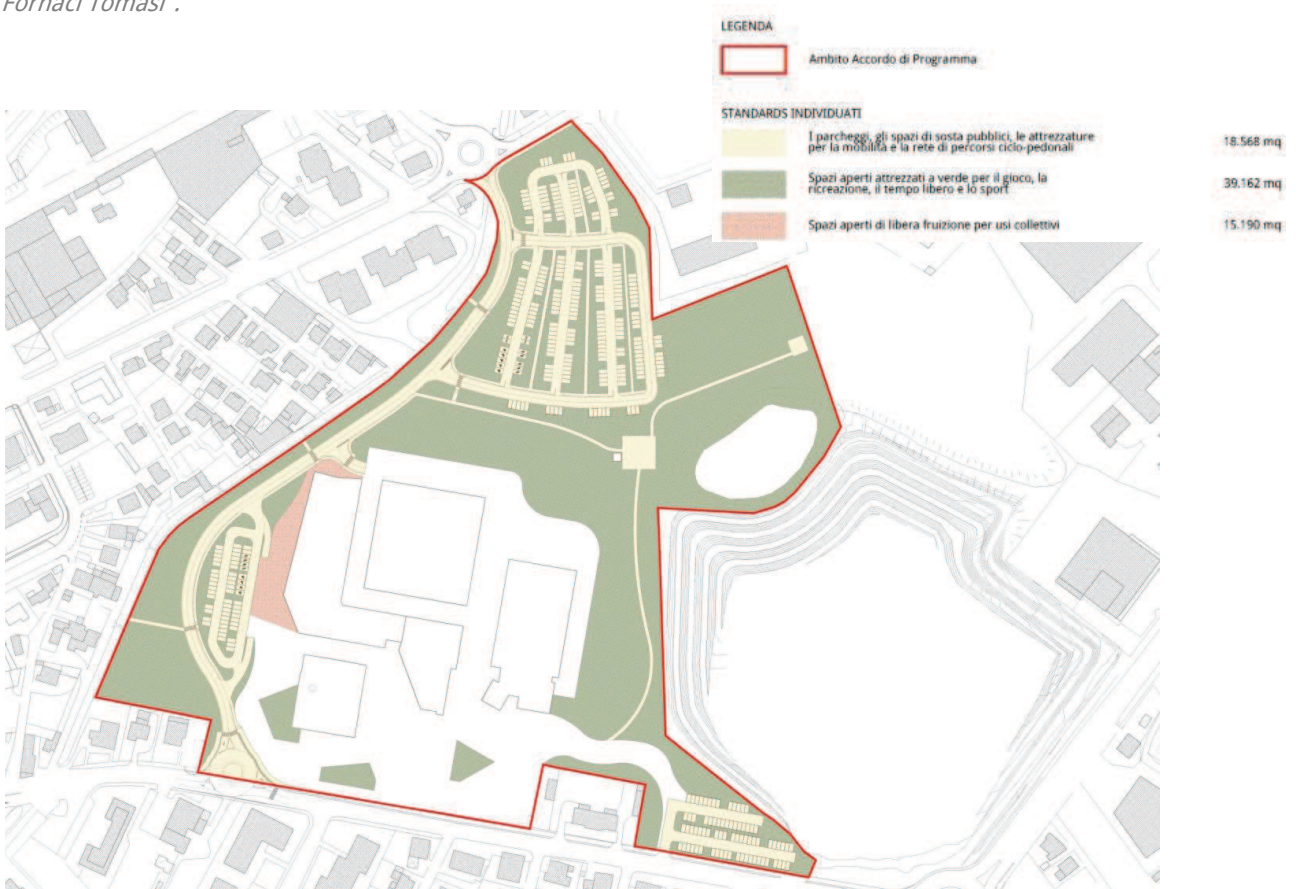 Fornaci Tomasi".
LEGENDA
Ambito Accordo di Programma
STANDARDS INDIVIDUATI
I parcheggi, gli spazi di sosta pubblici, le attrezzature
per la mobilità e la rete di percorsi ciclo-pedonali
18.568 mq
Spazi aperti attrezzati a verde per il gioco, la
ricreazione, il tempo libero e lo sport
39.162 mq
Spazi aperti di libera fruizione per usi collettivi
15.190 mq